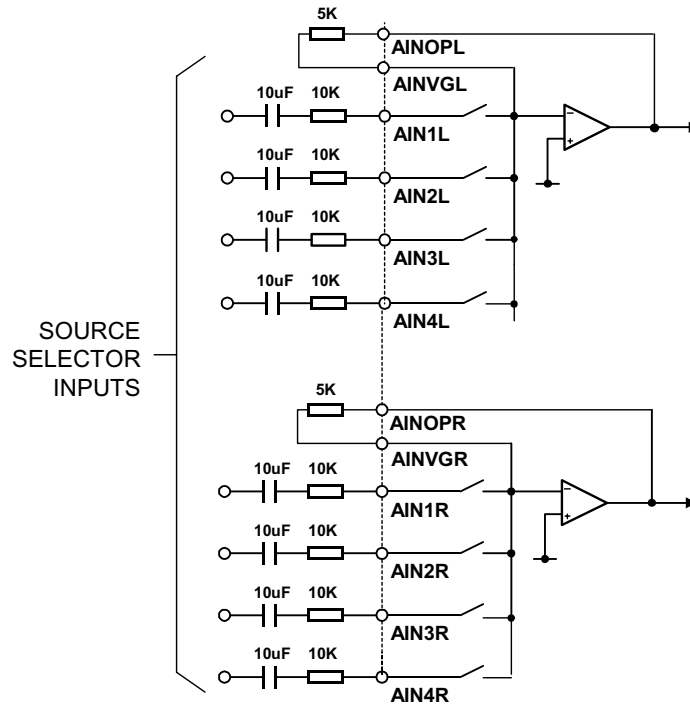 5K
AINOPL
AINVGL
10uF 10K
AIN1L
10uF 10K
AIN2L
10uF 10K
AIN3L
10uF 10K
AIN4L
SOURCE
SELECTOR
INPUTS
5K
AINOPR
AINVGR
10uF 10K
AIN1R
10uF 10K
AIN2R
10uF 10K
AIN3R
10uF 10K
AIN4R